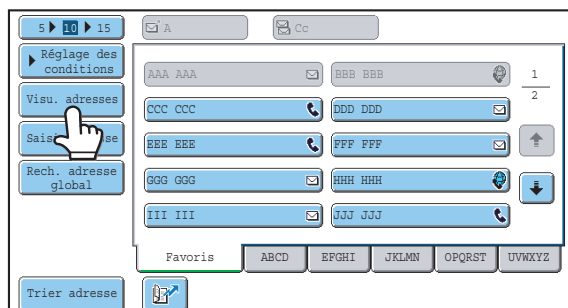 5 10 15
A
Cc
Réglage des
conditions
Visu. adresses
Rech. adresse
global
Trier adresse
AAA AAA
BBB BBB
CCC CCC
DDD DDD
EEE EEE
FFF FFF
GGG GGG
HHH HHH
III III
JJJ JJJ
1
2
Favoris
ABCD
EFGHI
JKLMN
OPQRST
UVWXYZ